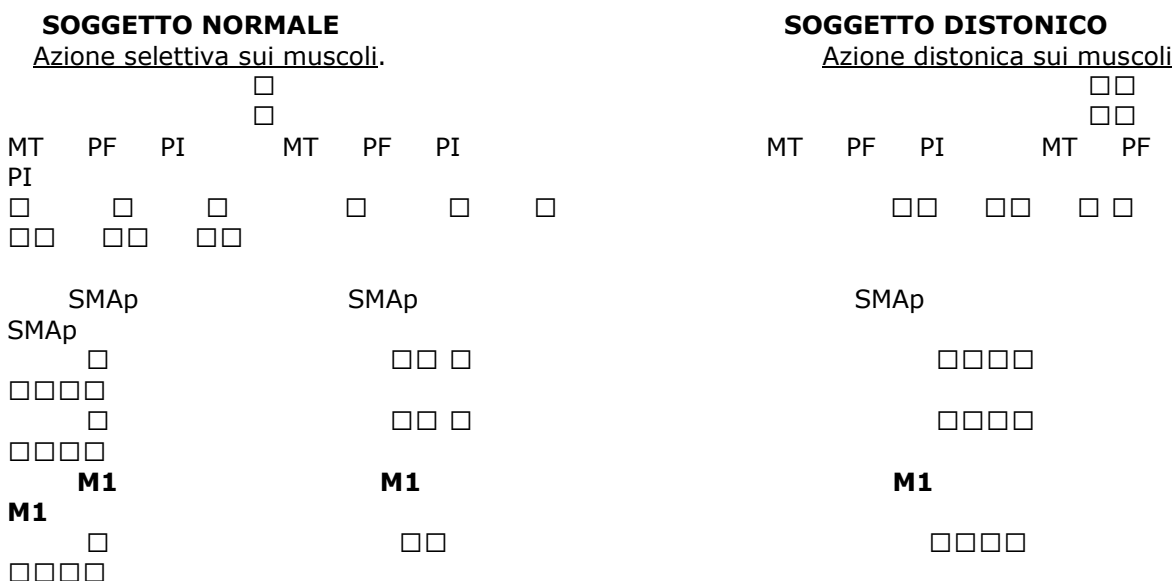 SOGGETTO NORMALE SOGGETTO DISTONICO
Azione selettiva sui muscoli. Azione distonica sui muscoli
□ □□
□ □□
MT PF PI MT PF PI MT PF PI MT PF
PI
□ □ □ □ □ □ □□ □□ □ □
□□ □□ □□
SMAp SMAp SMAp
SMAp
□ □□ □ □□□□
□□□□
□ □□ □ □□□□
□□□□
M1 M1 M1
M1
□ □□ □□□□
□□□□